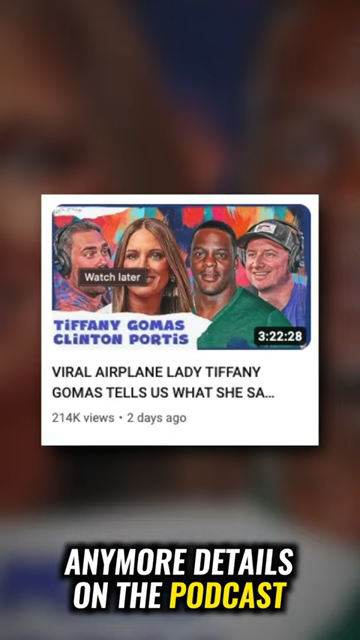 Watch later
TiFFANY GOMAS
CLiNTON PORTiS
3:22:28
VIRAL AIRPLANE LADY TIFFANY
GOMAS TELLS US WHAT SHE SA...
214K views • 2 days ago
ANYMORE DETAILS
ON THE PODCAST